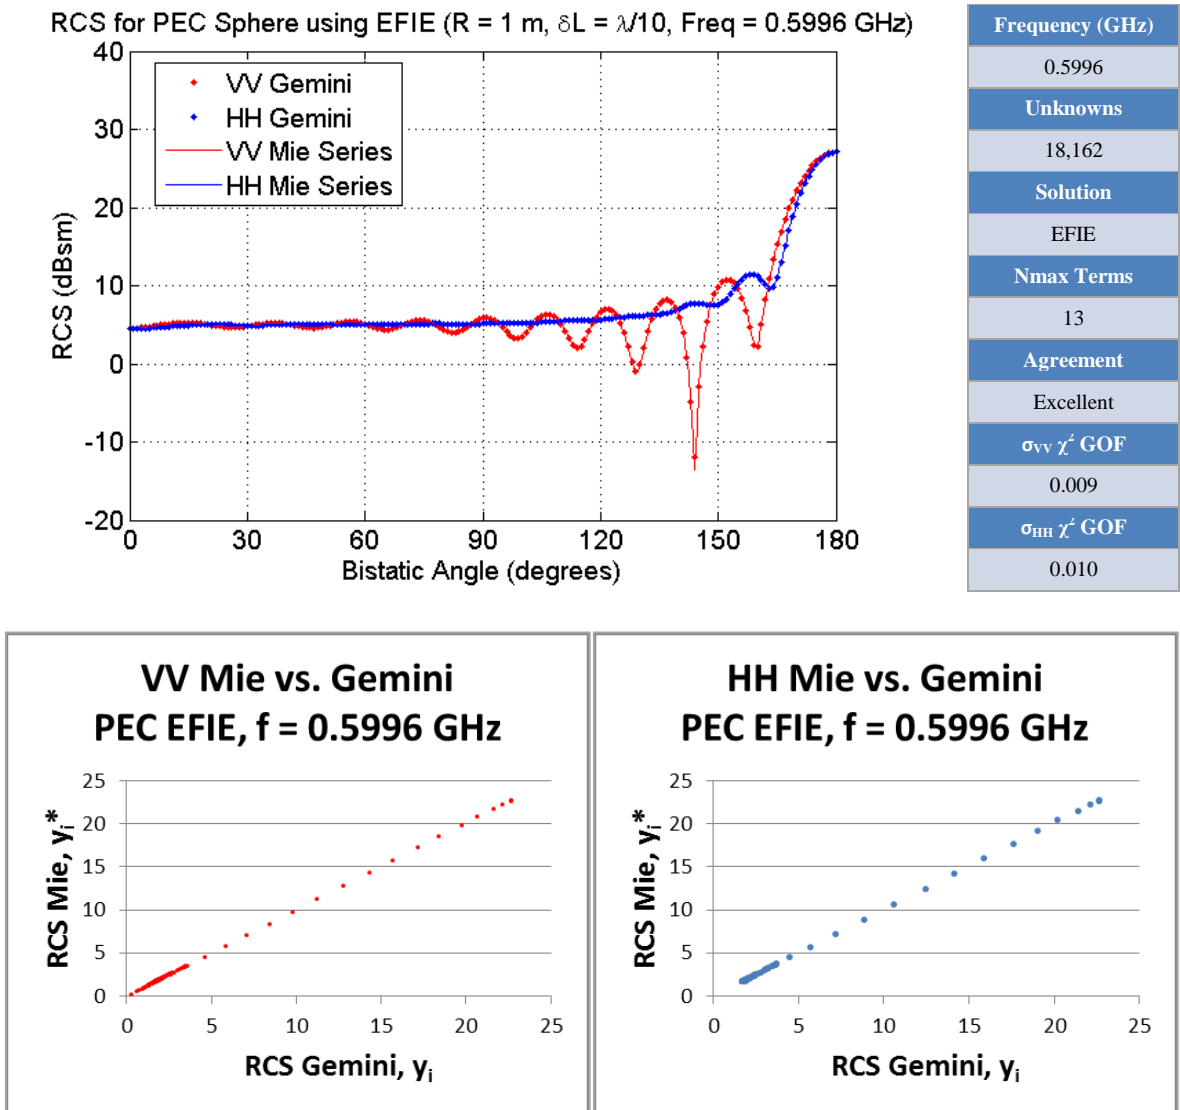 RCS for PEC Sphere using EFIE (R = 1 m, δL = λ/10, Freq = 0.5996 GHz)
40
30
20
10
0
-10
-20
RCS (dBsm)
VV Gemini
HH Gemini
VV Mie Series
HH Mie Series
0 30 60 90 120 150 180
Bistatic Angle (degrees)
Frequency (GHz)
0.5996
Unknowns
18,162
Solution
EFIE
Nmax Terms
13
Agreement
Excellent
σVV χ² GOF
0.009
σHH χ² GOF
0.010
VV Mie vs. Gemini
PEC EFIE, f = 0.5996 GHz
25
20
15
10
5
0
RCS Mie, yi*
0 5 10 15 20 25
RCS Gemini, yi
HH Mie vs. Gemini
PEC EFIE, f = 0.5996 GHz
25
20
15
10
5
0
RCS Mie, yi*
0 5 10 15 20 25
RCS Gemini, yi